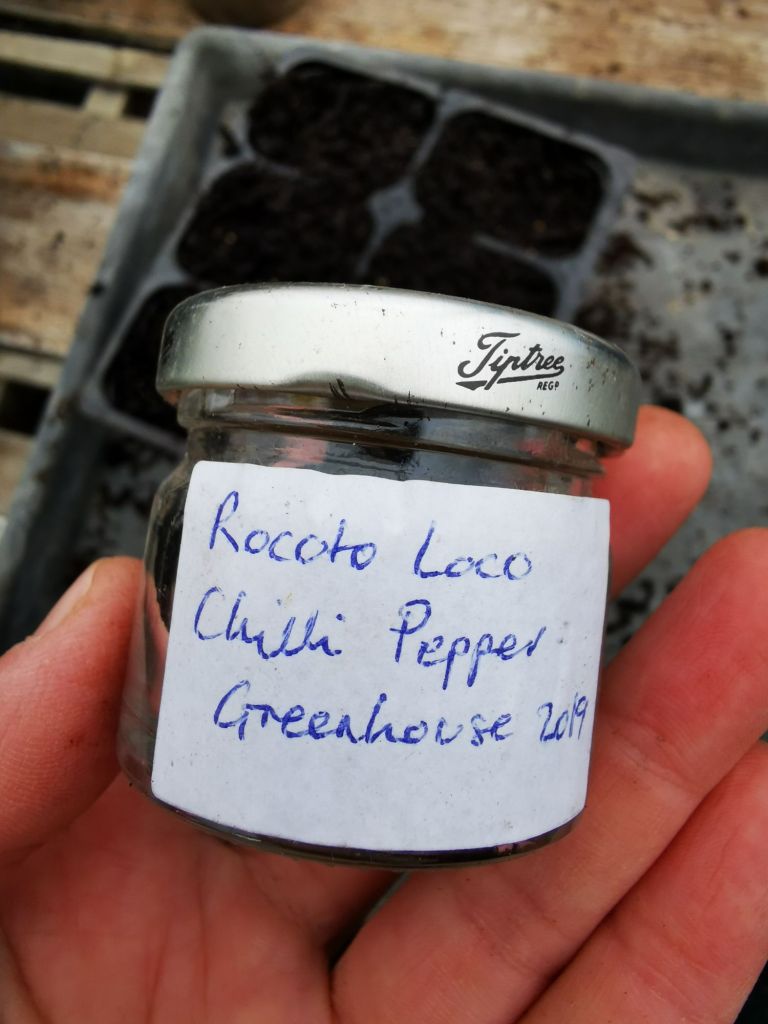 Tiptree
REGD
Rocoto Loco
Chilli Pepper
Greenhouse 2019